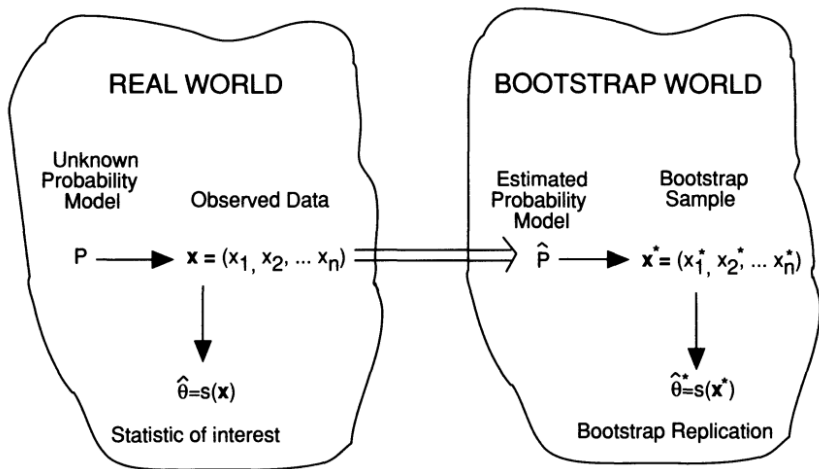 REAL WORLD
Unknown
Probability
Model
Observed Data
P
x = (x₁, x₂, ... xₙ)
θ̂=s(x)
Statistic of interest
BOOTSTRAP WORLD
Estimated
Probability
Model
Bootstrap
Sample
P̂
x* = (x₁*, x₂*, ... xₙ*)
θ̂*=s(x*)
Bootstrap Replication